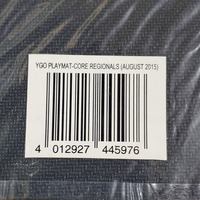 YGO PLAYMAT-CORE REGIONALS (AUGUST 2015)
4 012927 445976